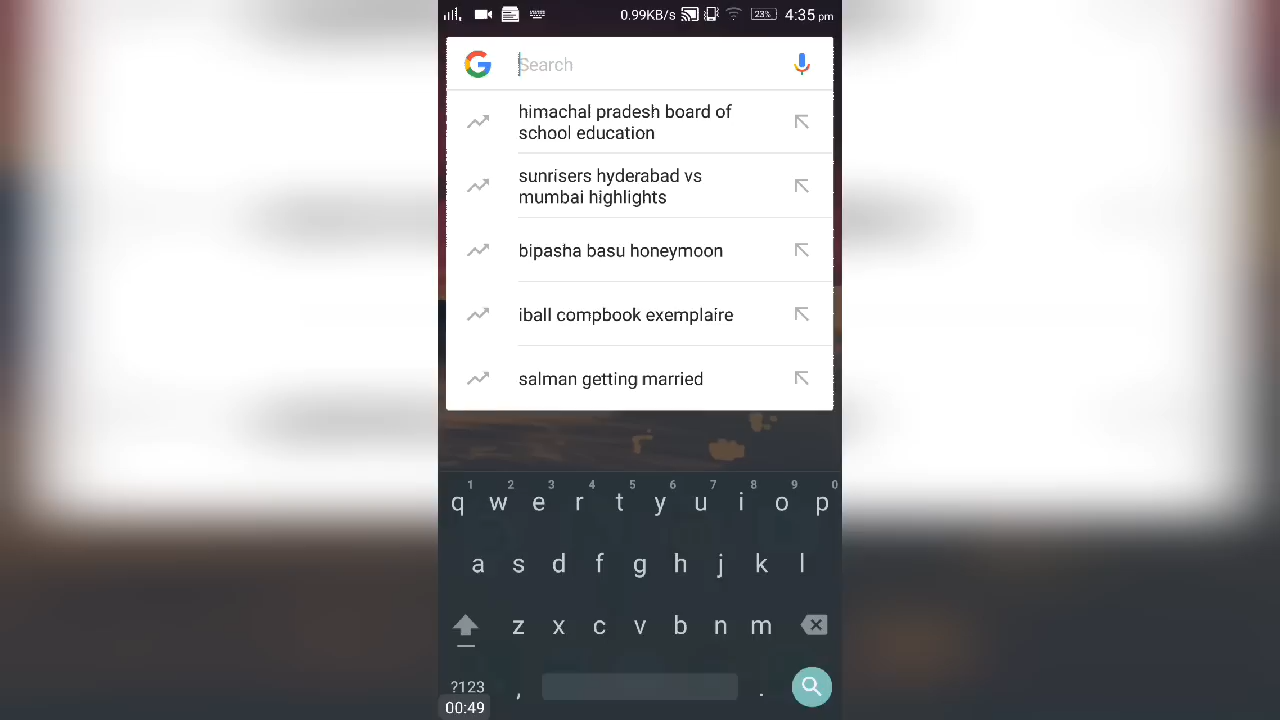 0.99KB/s 23% 4:35 pm
Search
himachal pradesh board of
school education
sunrisers hyderabad vs
mumbai highlights
bipasha basu honeymoon
iball compbook exemplaire
salman getting married
1 2 3 4 5 6 7 8 9 0
q w e r t y u i o p
a s d f g h j k l
z x c v b n m
?123 , .
00:49